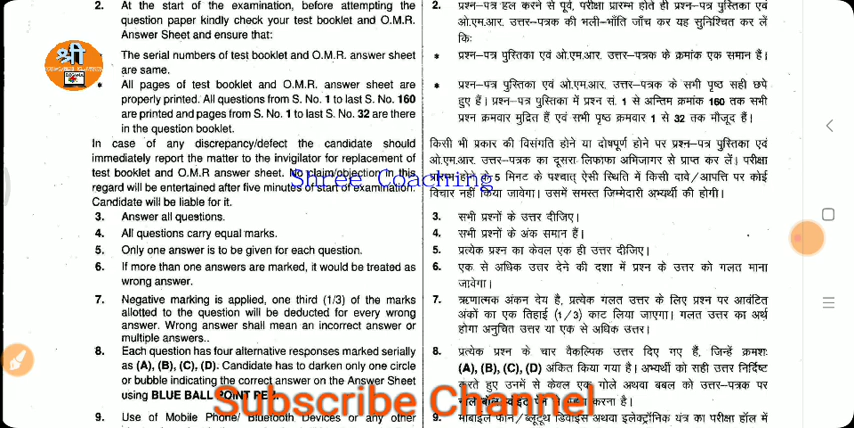 2. At the start of the examination, before attempting the
question paper kindly check your test booklet and O.M.R.
Answer Sheet and ensure that:
श्री
* The serial numbers of test booklet and O.M.R. answer sheet
are same.
* All pages of test booklet and O.M.R. answer sheet are
properly printed. All questions from S. No. 1 to last S. No. 160
are printed and pages from S. No. 1 to last S. No. 32 are there
in the question booklet.
In case of any discrepancy/defect the candidate should
immediately report the matter to the invigilator for replacement of
test booklet and O.M.R answer sheet. No claim/objection in this
regard will be entertained after five minutes of start of examination.
Candidate will be liable for it.
3. Answer all questions.
4. All questions carry equal marks.
5. Only one answer is to be given for each question.
6. If more than one answers are marked, it would be treated as
wrong answer.
7. Negative marking is applied, one third (1/3) of the marks
allotted to the question will be deducted for every wrong
answer. Wrong answer shall mean an incorrect answer or
multiple answers..
8. Each question has four alternative responses marked serially
as (A), (B), (C), (D). Candidate has to darken only one circle
or bubble indicating the correct answer on the Answer Sheet
using BLUE BALL POINT PEN.
9. Use of Mobile Phone/ Bluetooth Devices or any other
2. प्रश्न-पत्र हल करने से पूर्व, परीक्षा प्रारम्भ होते ही प्रश्न-पत्र पुस्तिका एवं
ओ.एम.आर. उत्तर-पत्रक की भली-भाँति जाँच कर यह सुनिश्चित कर लें
कि:
* प्रश्न-पत्र पुस्तिका एवं ओ.एम.आर. उत्तर-पत्रक के क्रमांक एक समान हैं।
* प्रश्न-पत्र पुस्तिका एवं ओ.एम.आर. उत्तर-पत्रक के सभी पृष्ठ सही छपे
हुए हैं। प्रश्न-पत्र पुस्तिका में प्रश्न सं. 1 से अन्तिम क्रमांक 160 तक सभी
प्रश्न क्रमवार मुद्रित हैं एवं सभी पृष्ठ क्रमवार 1 से 32 तक मौजूद हैं।
किसी भी प्रकार की विसंगति होने या दोषपूर्ण होने पर प्रश्न-पत्र पुस्तिका एवं
ओ.एम.आर. उत्तर-पत्रक का दूसरा लिफाफा अभिजागर से प्राप्त कर लें। परीक्षा
प्रारम्भ होने के 5 मिनट के पश्चात् ऐसी स्थिति में किसी दावे/आपत्ति पर कोई
विचार नहीं किया जावेगा। उसमें समस्त जिम्मेदारी अभ्यर्थी की होगी।
3. सभी प्रश्नों के उत्तर दीजिए।
4. सभी प्रश्नों के अंक समान हैं।
5. प्रत्येक प्रश्न का केवल एक ही उत्तर दीजिए।
6. एक से अधिक उत्तर देने की दशा में प्रश्न के उत्तर को गलत माना
जावेगा।
7. ऋणात्मक अंकन देय है, प्रत्येक गलत उत्तर के लिए प्रश्न पर आवंटित
अंकों का एक तिहाई (1/3) काट लिया जाएगा। गलत उत्तर का अर्थ
होगा अनुचित उत्तर या एक से अधिक उत्तर।
8. प्रत्येक प्रश्न के चार वैकल्पिक उत्तर दिए गए हैं, जिन्हें क्रमशः
(A), (B), (C), (D) अंकित किया गया है। अभ्यर्थी को सही उत्तर निर्दिष्ट
करते हुए उनमें से केवल एक गोले अथवा बबल को उत्तर-पत्रक पर
करना है।
9. मोबाइल फोन/ब्लूटूथ डिवाइस अथवा इलेक्ट्रॉनिक यंत्र का परीक्षा हॉल में
Shree Coaching
Subscribe Channel